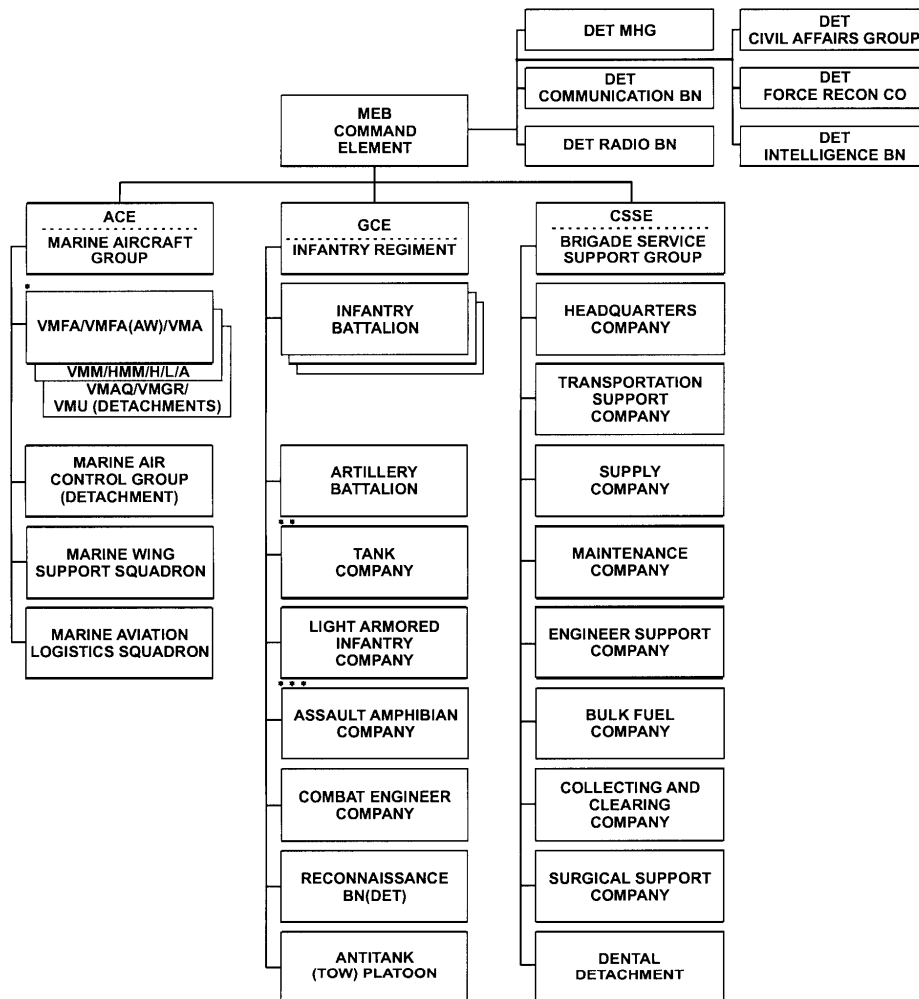 DET MHG
DET
CIVIL AFFAIRS GROUP
DET
COMMUNICATION BN
DET
FORCE RECON CO
DET RADIO BN
DET
INTELLIGENCE BN
MEB
COMMAND
ELEMENT
ACE
MARINE AIRCRAFT
GROUP
*
VMFA/VMFA(AW)/VMA
VMM/HMM/H/L/A
VMAQ/VMGR/
VMU (DETACHMENTS)
MARINE AIR
CONTROL GROUP
(DETACHMENT)
MARINE WING
SUPPORT SQUADRON
MARINE AVIATION
LOGISTICS SQUADRON
GCE
INFANTRY REGIMENT
INFANTRY
BATTALION
ARTILLERY
BATTALION
* *
TANK
COMPANY
LIGHT ARMORED
INFANTRY
COMPANY
* * *
ASSAULT AMPHIBIAN
COMPANY
COMBAT ENGINEER
COMPANY
RECONNAISSANCE
BN(DET)
ANTITANK
(TOW) PLATOON
CSSE
BRIGADE SERVICE
SUPPORT GROUP
HEADQUARTERS
COMPANY
TRANSPORTATION
SUPPORT
COMPANY
SUPPLY
COMPANY
MAINTENANCE
COMPANY
ENGINEER SUPPORT
COMPANY
BULK FUEL
COMPANY
COLLECTING AND
CLEARING
COMPANY
SURGICAL SUPPORT
COMPANY
DENTAL
DETACHMENT